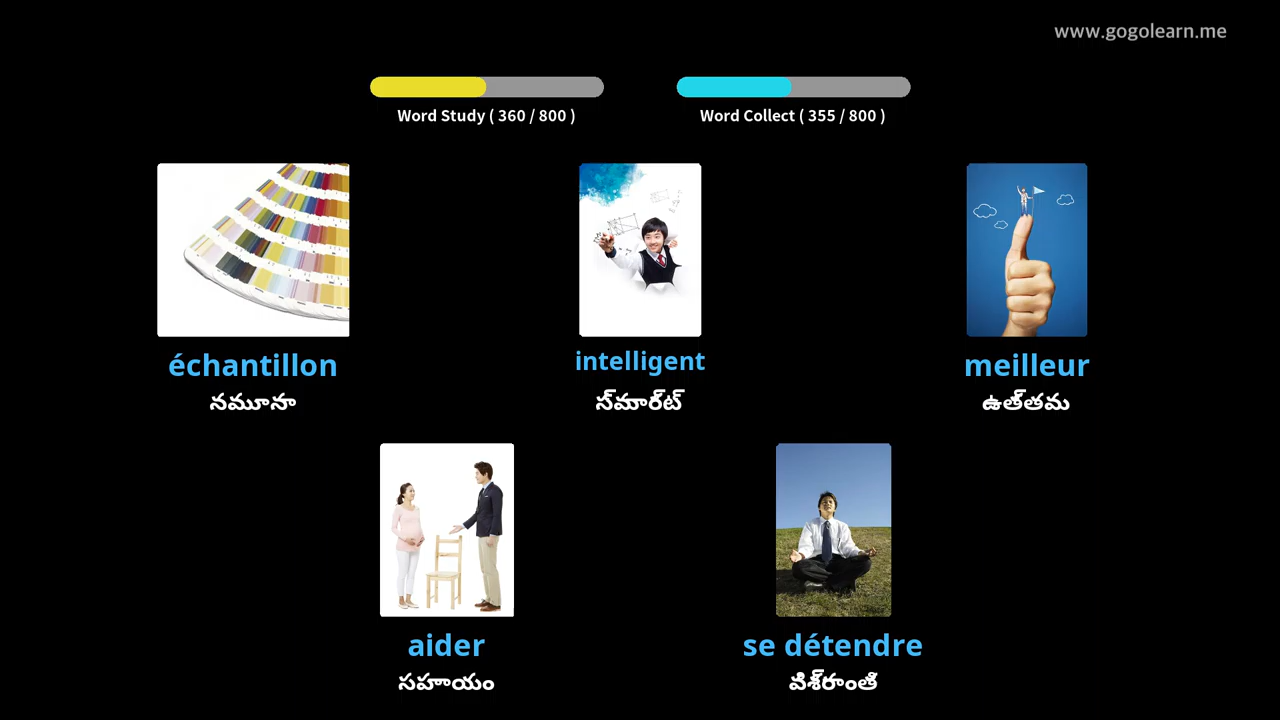 www.gogolearn.me
Word Study ( 360 / 800 )
Word Collect ( 355 / 800 )
échantillon
నమూనా
intelligent
స్‌మార్‌ట్
meilleur
ఉత్‌తమ
aider
సహాయం
se détendre
విశ్‌రాంతి